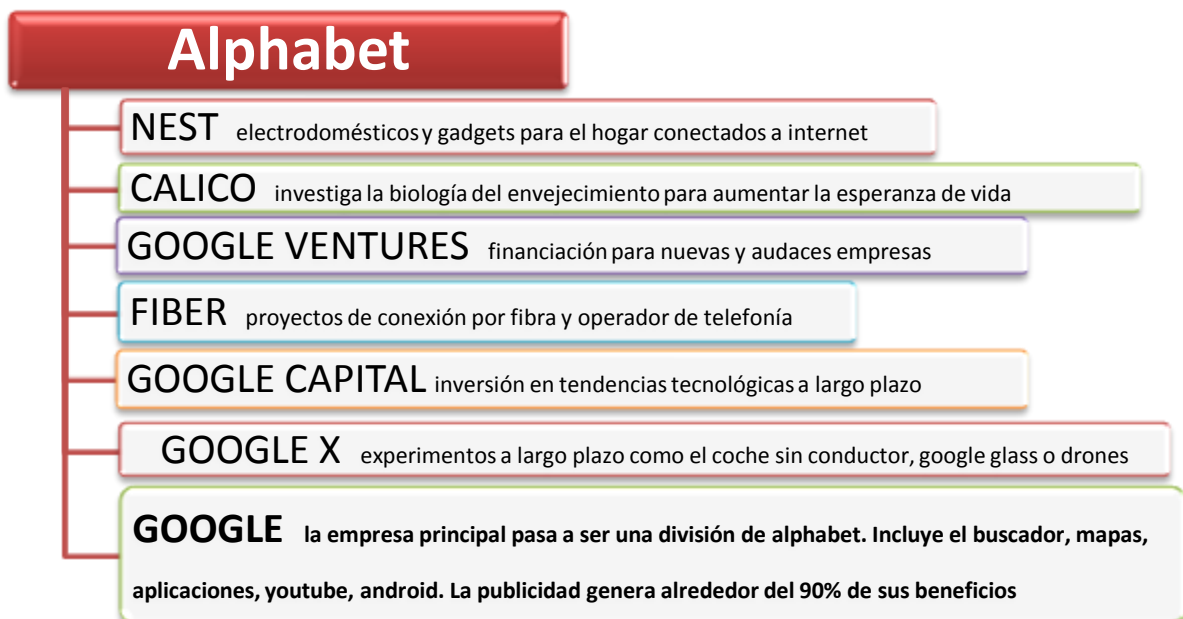 Alphabet
NEST electrodomésticos y gadgets para el hogar conectados a internet
CALICO investiga la biología del envejecimiento para aumentar la esperanza de vida
GOOGLE VENTURES financiación para nuevas y audaces empresas
FIBER proyectos de conexión por fibra y operador de telefonía
GOOGLE CAPITAL inversión en tendencias tecnológicas a largo plazo
GOOGLE X experimentos a largo plazo como el coche sin conductor, google glass o drones
GOOGLE la empresa principal pasa a ser una división de alphabet. Incluye el buscador, mapas,
aplicaciones, youtube, android. La publicidad genera alrededor del 90% de sus beneficios